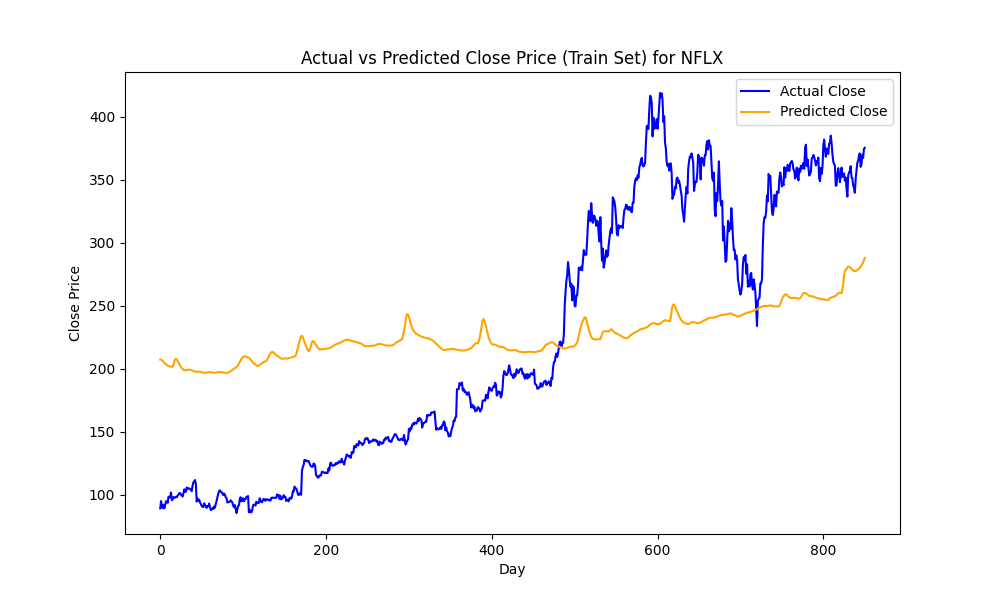 Actual vs Predicted Close Price (Train Set) for NFLX
Actual Close
Predicted Close
Close Price
400
350
300
250
200
150
100
0 200 400 600 800
Day